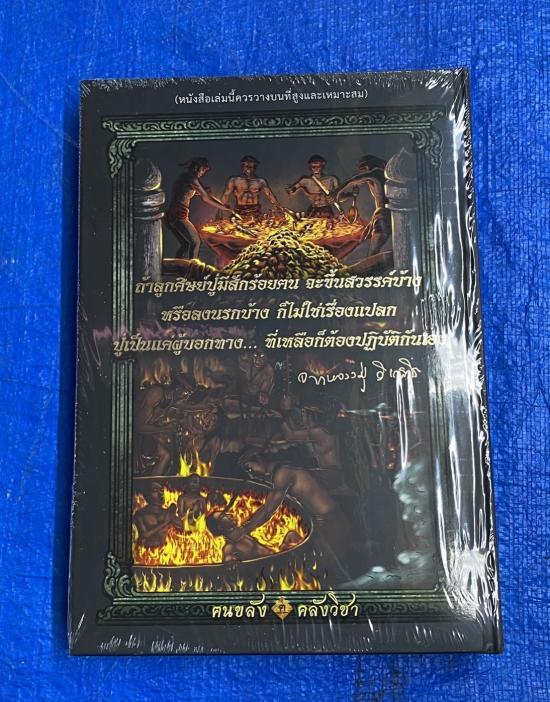 (หนังสือเล่มนี้ควรวางบนที่สูงและเหมาะสม)
ถ้าลูกศิษย์ปู่มีสักร้อยคน จะขึ้นสวรรค์บ้าง
หรือลงนรกบ้าง ก็ไม่ใช่เรื่องแปลก
ปู่เป็นแค่ผู้บอกทาง... ที่เหลือก็ต้องปฏิบัติกันเอง
คนขลัง ค คลังวิชา